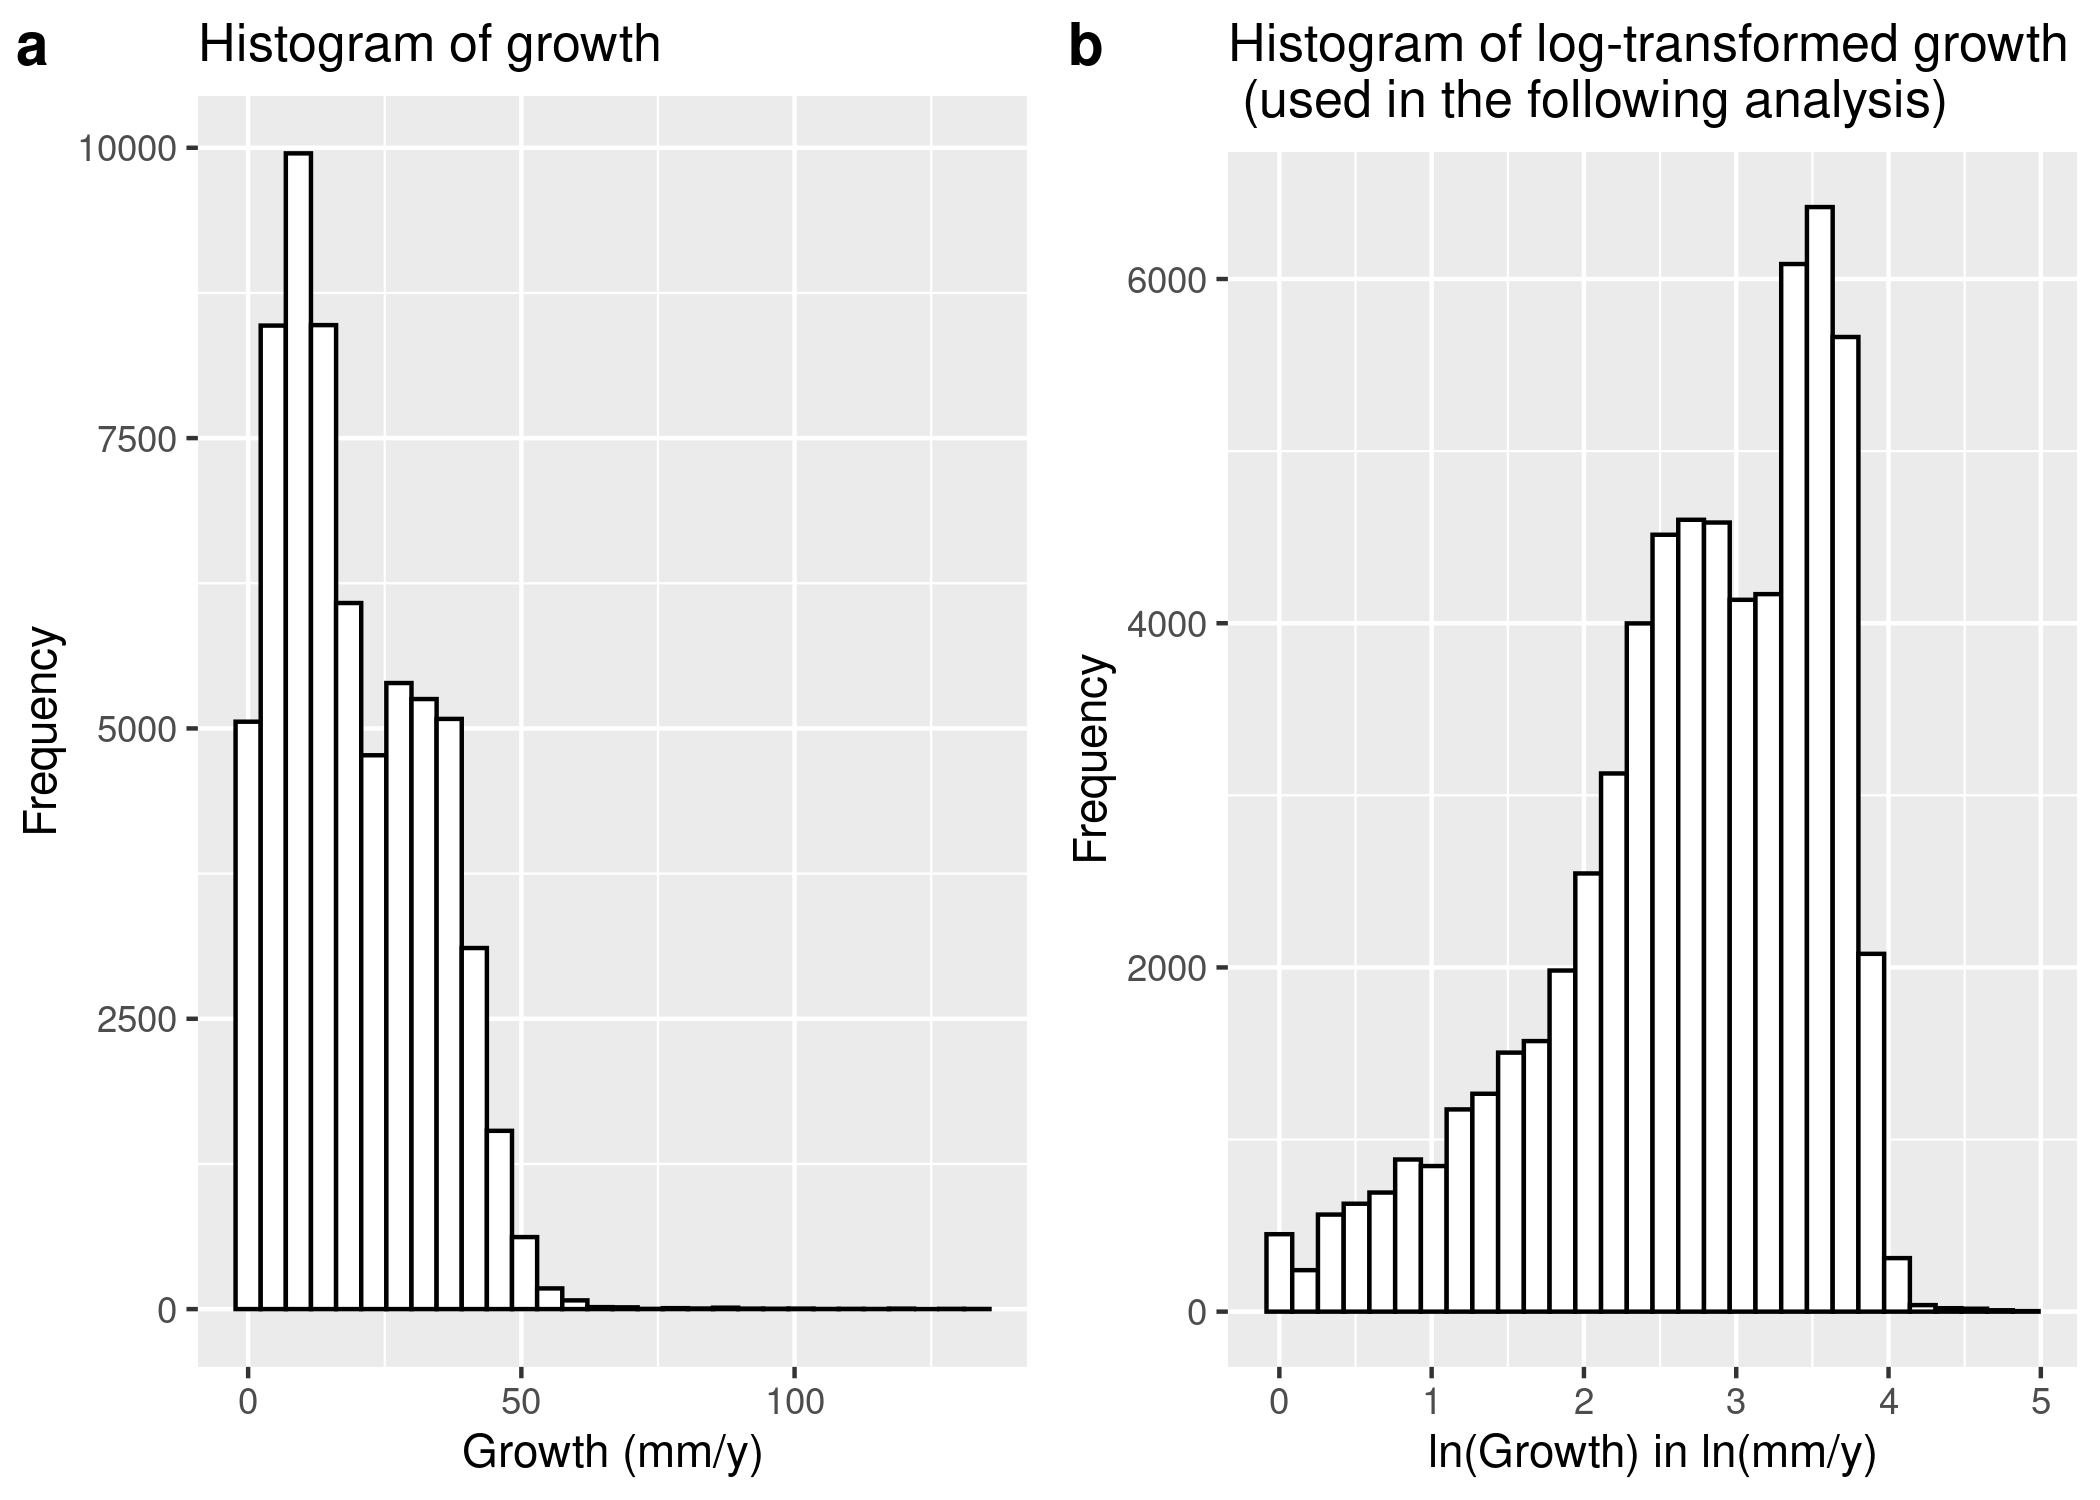 a
Histogram of growth
10000
7500
5000
2500
0
Frequency
0 50 100
Growth (mm/y)
b
Histogram of log-transformed growth
(used in the following analysis)
6000
4000
2000
0
Frequency
0 1 2 3 4 5
ln(Growth) in ln(mm/y)